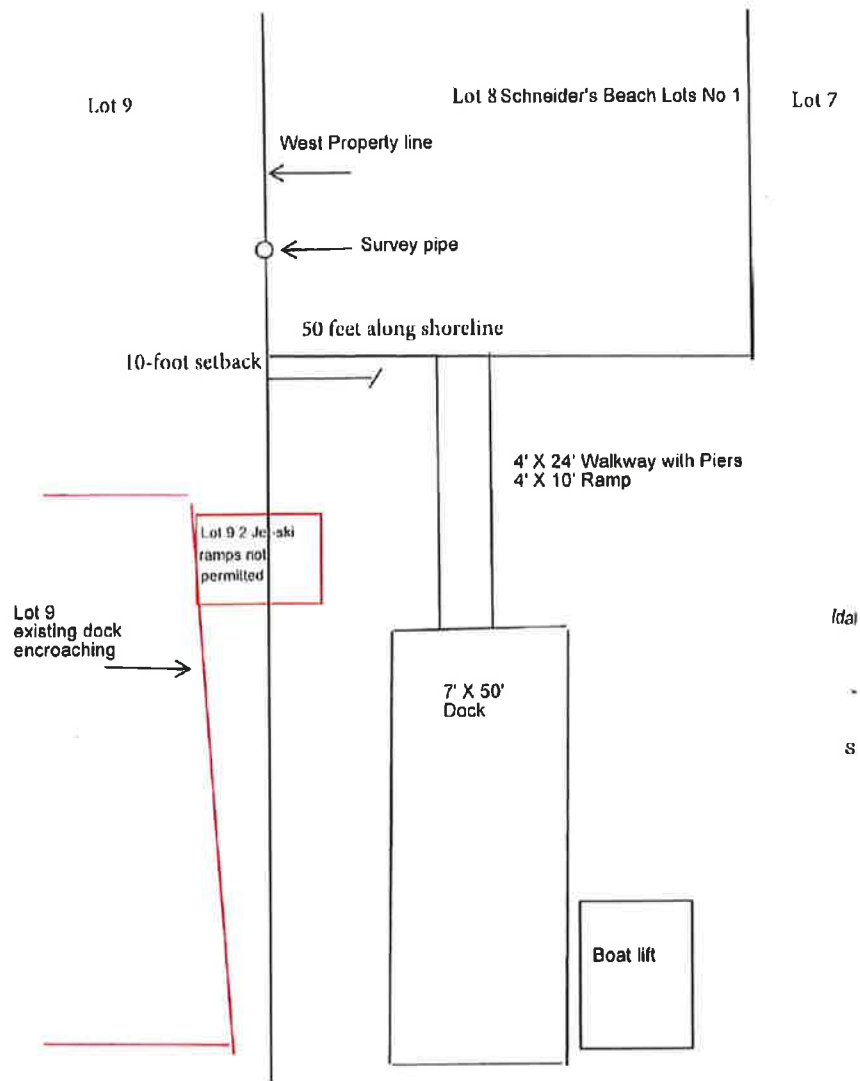 Lot 9
Lot 8 Schneider's Beach Lots No 1
Lot 7
West Property line
Survey pipe
50 feet along shoreline
10-foot setback
4' X 24' Walkway with Piers
4' X 10' Ramp
Lot 9 2 Je -ski
ramps not
permitted
Lot 9
existing dock
encroaching
7' X 50'
Dock
Boat lift